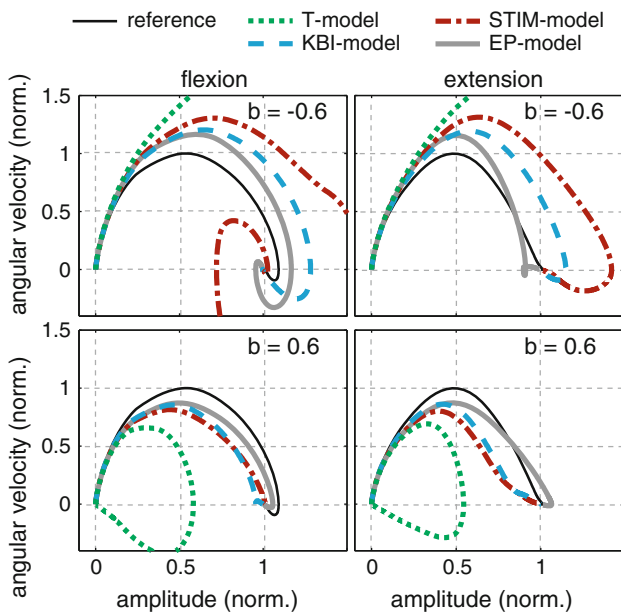 reference T-model STIM-model
KBI-model EP-model
flexion extension
angular velocity (norm.)
1.5
1
0.5
0
b = -0.6 b = -0.6
angular velocity (norm.)
1.5
1
0.5
0
b = 0.6 b = 0.6
0 0.5 1 0 0.5 1
amplitude (norm.) amplitude (norm.)